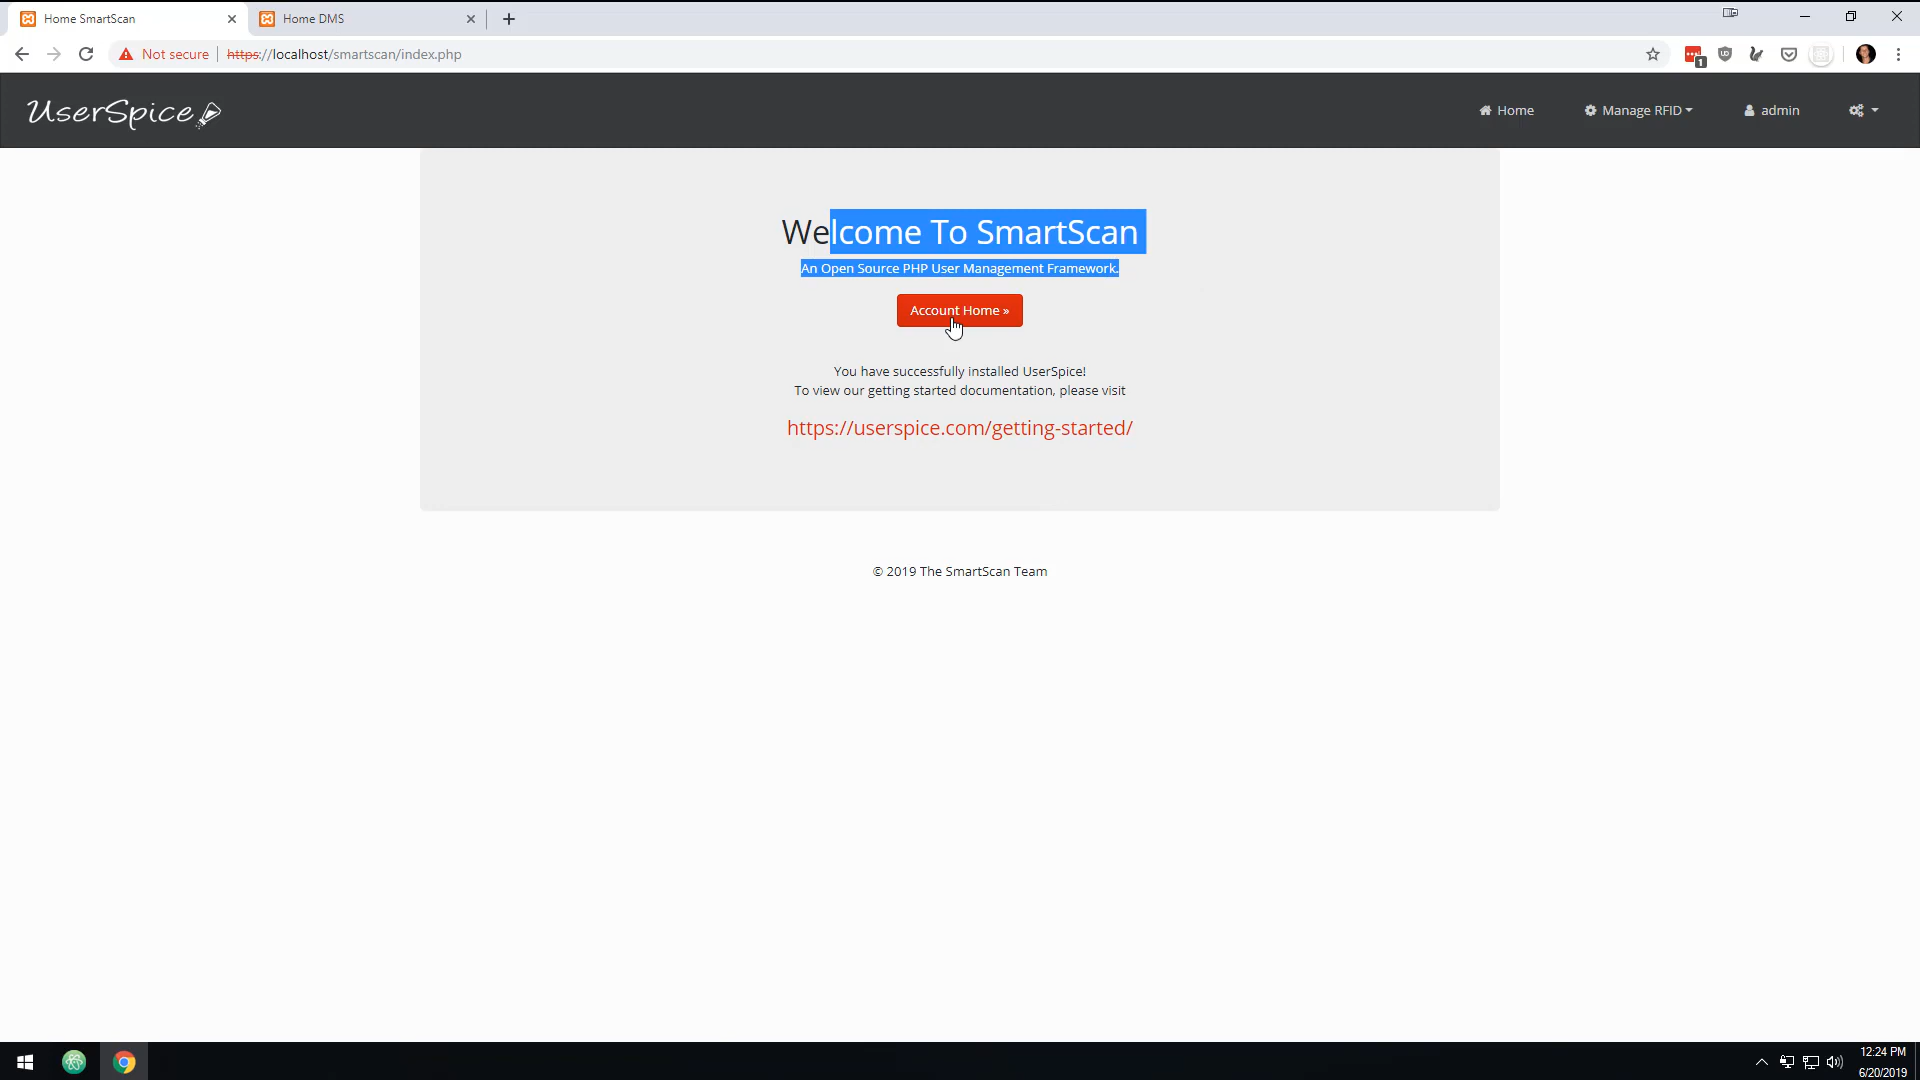 Home SmartScan
Home DMS
Not secure
https://localhost/smartscan/index.php
1
UserSpice
Home
Manage RFID
admin
Welcome To SmartScan
An Open Source PHP User Management Framework.
Account Home »
You have successfully installed UserSpice!
To view our getting started documentation, please visit
https://userspice.com/getting-started/
© 2019 The SmartScan Team
12:24 PM
6/20/2019